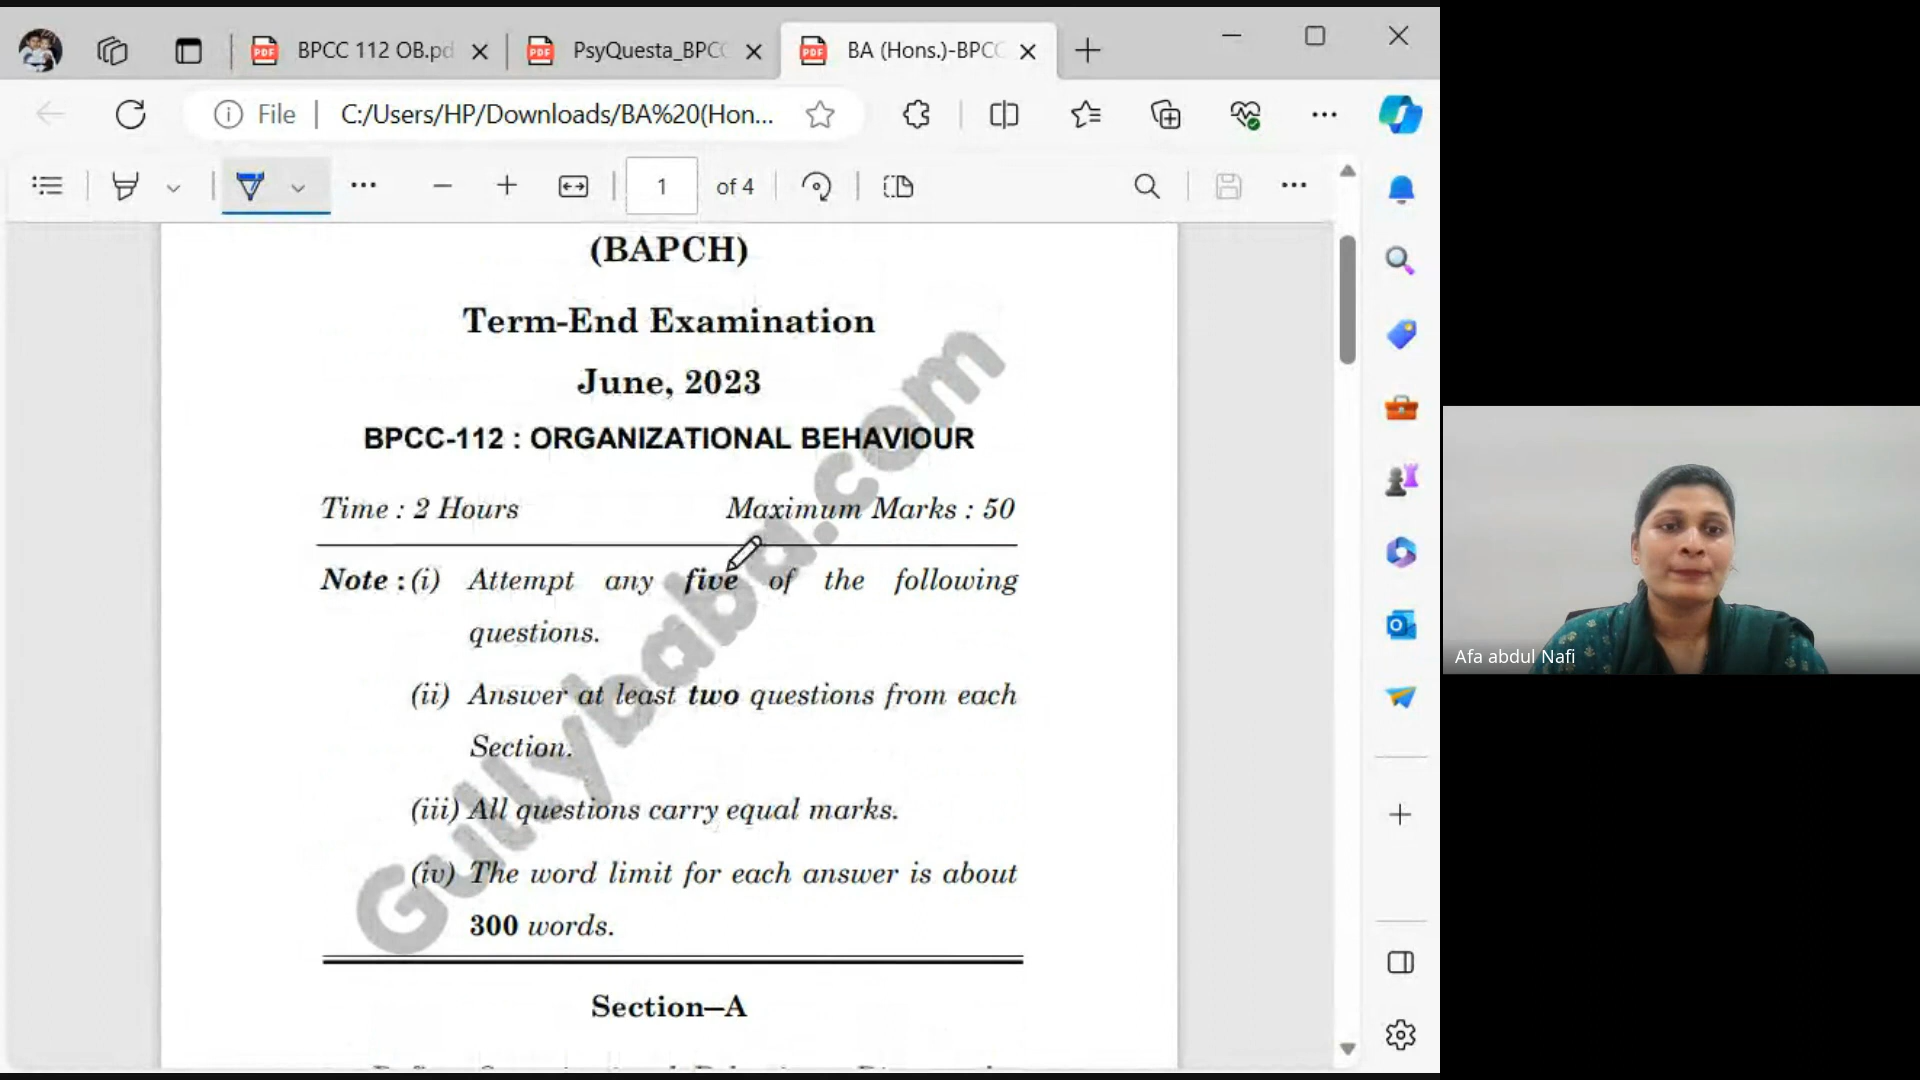 BPCC 112 OB.pd
PsyQuesta_BPCC
BA (Hons.)-BPCC
File
C:/Users/HP/Downloads/BA%20(Hon...
1
of 4
(BAPCH)
Term-End Examination
June, 2023
BPCC-112 : ORGANIZATIONAL BEHAVIOUR
Time : 2 Hours Maximum Marks : 50
Note : (i) Attempt any five of the following
questions.
(ii) Answer at least two questions from each
Section.
(iii) All questions carry equal marks.
(iv) The word limit for each answer is about
300 words.
Section–A
Gullybaba.com
Afa abdul Nafi